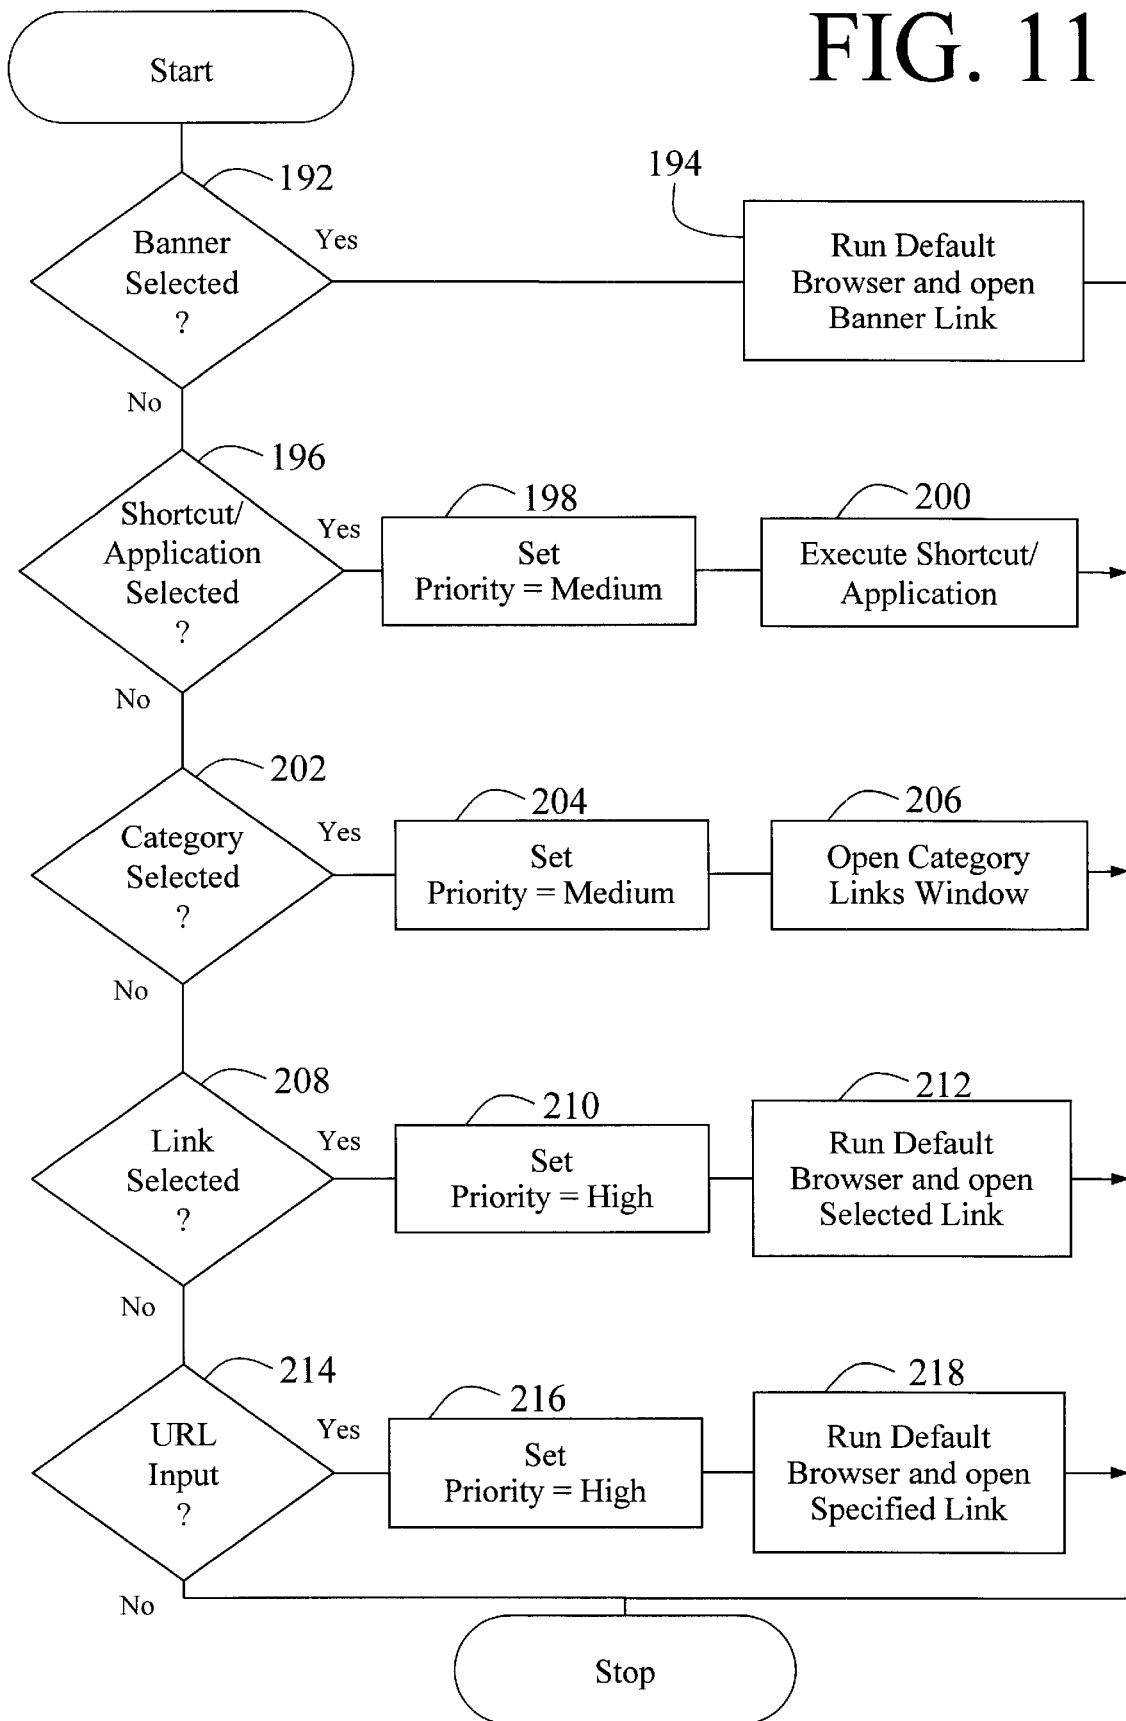 FIG. 11
Start
192
Banner
Selected
?
Yes
194
Run Default
Browser and open
Banner Link
No
196
Shortcut/
Application
Selected
?
Yes
198
Set
Priority = Medium
200
Execute Shortcut/
Application
No
202
Category
Selected
?
Yes
204
Set
Priority = Medium
206
Open Category
Links Window
No
208
Link
Selected
?
Yes
210
Set
Priority = High
212
Run Default
Browser and open
Selected Link
No
214
URL
Input
?
Yes
216
Set
Priority = High
218
Run Default
Browser and open
Specified Link
No
Stop